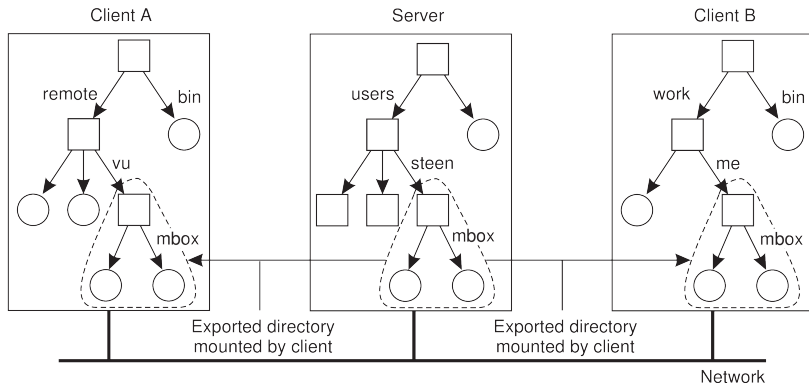 Client A
Server
Client B
remote
bin
users
work
bin
vu
steen
me
mbox
mbox
mbox
Exported directory
mounted by client
Exported directory
mounted by client
Network